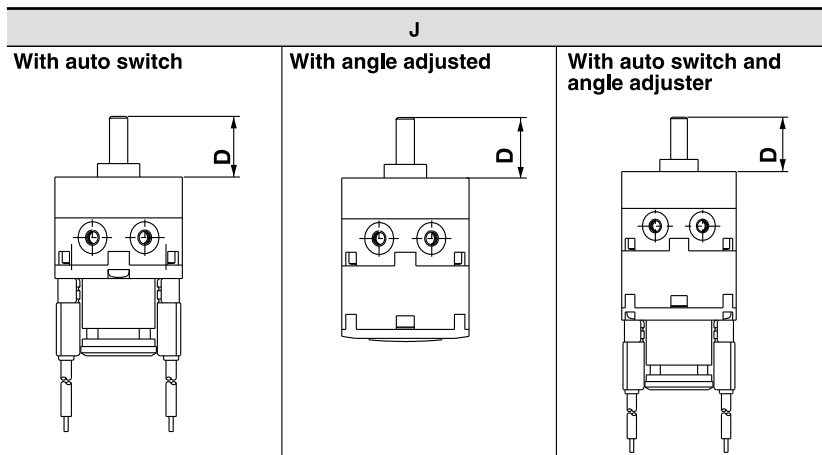 J
With auto switch
With angle adjusted
With auto switch and
angle adjuster
D
D
D